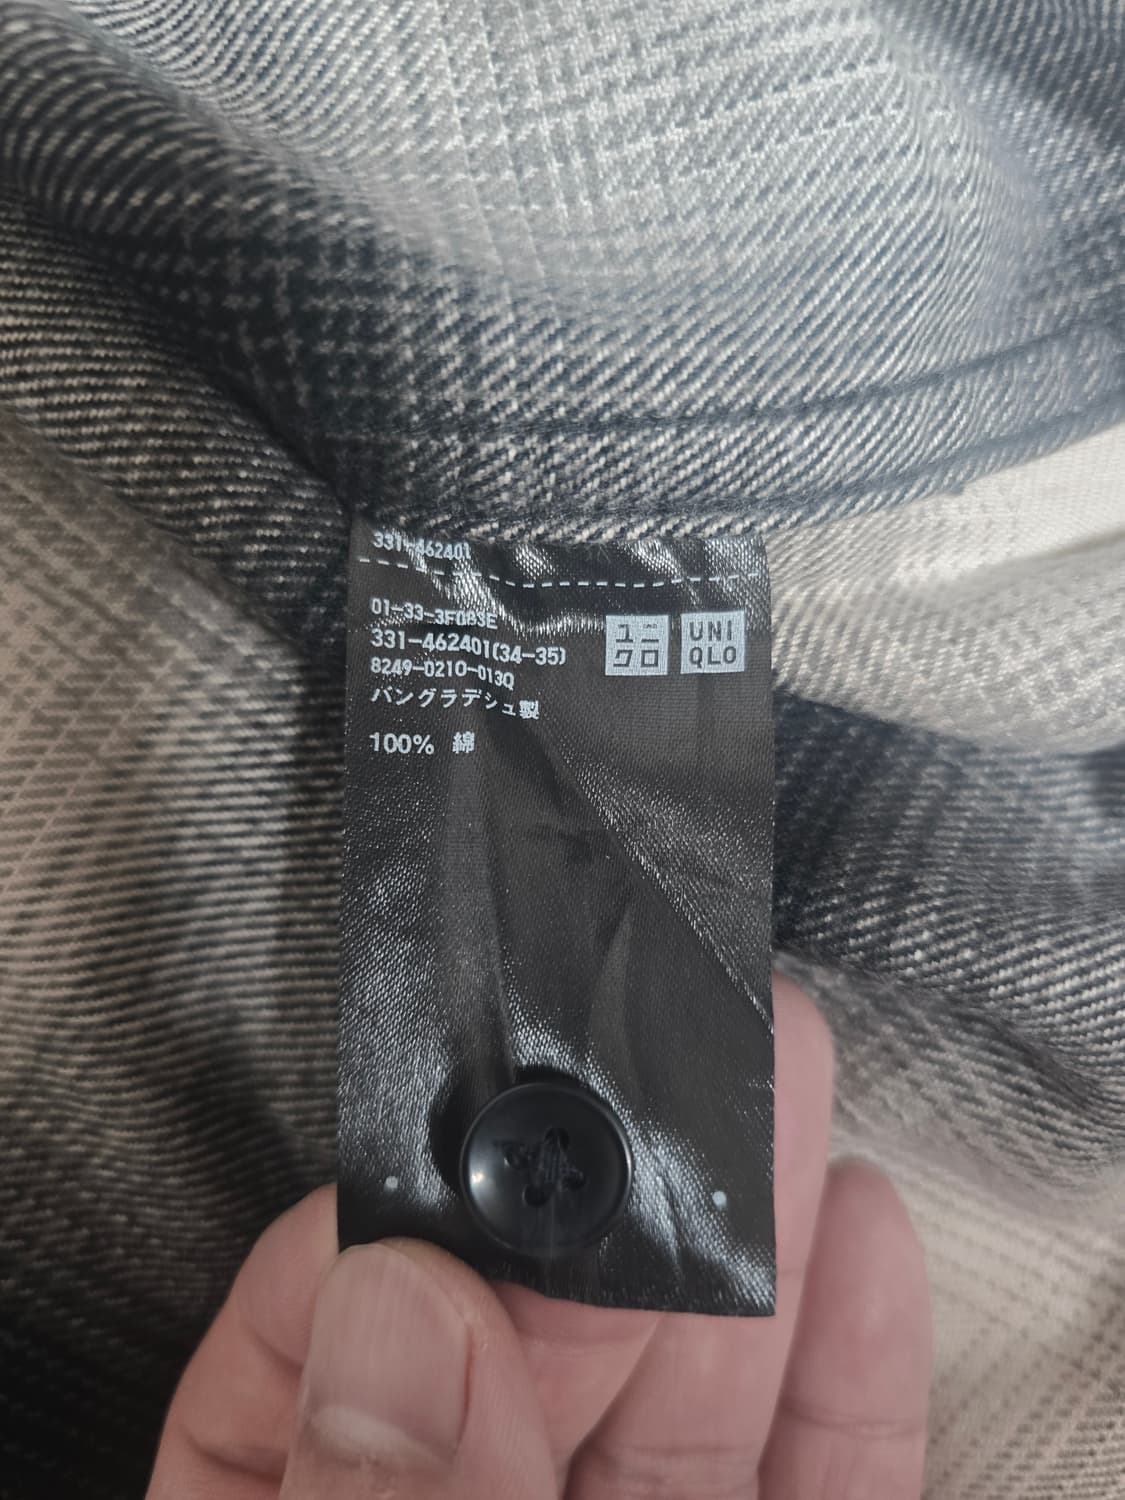 331-462401
01-33-3F083E
331-462401(34-35)
8249-0210-013Q
バングラデシュ製
100% 綿
ユニ
クロ
UNI
QLO